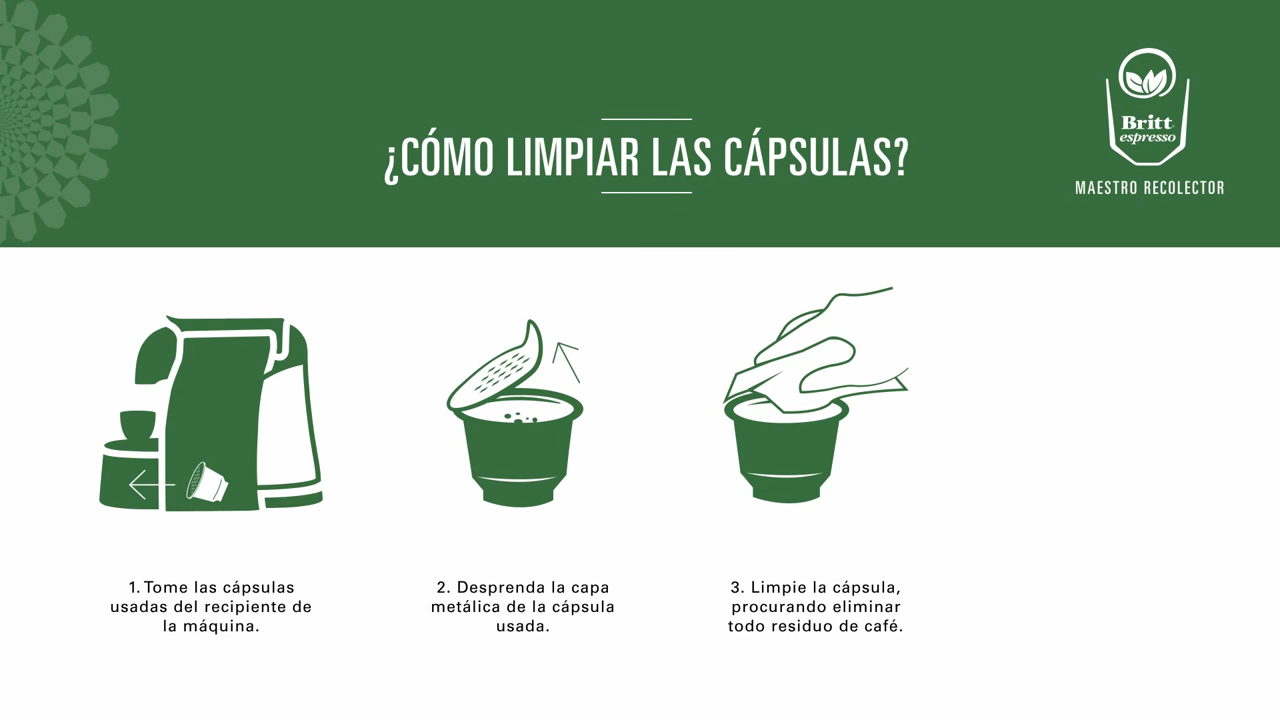 ¿CÓMO LIMPIAR LAS CÁPSULAS?
Britt
espresso
MAESTRO RECOLECTOR
1. Tome las cápsulas
usadas del recipiente de
la máquina.
2. Desprenda la capa
metálica de la cápsula
usada.
3. Limpie la cápsula,
procurando eliminar
todo residuo de café.